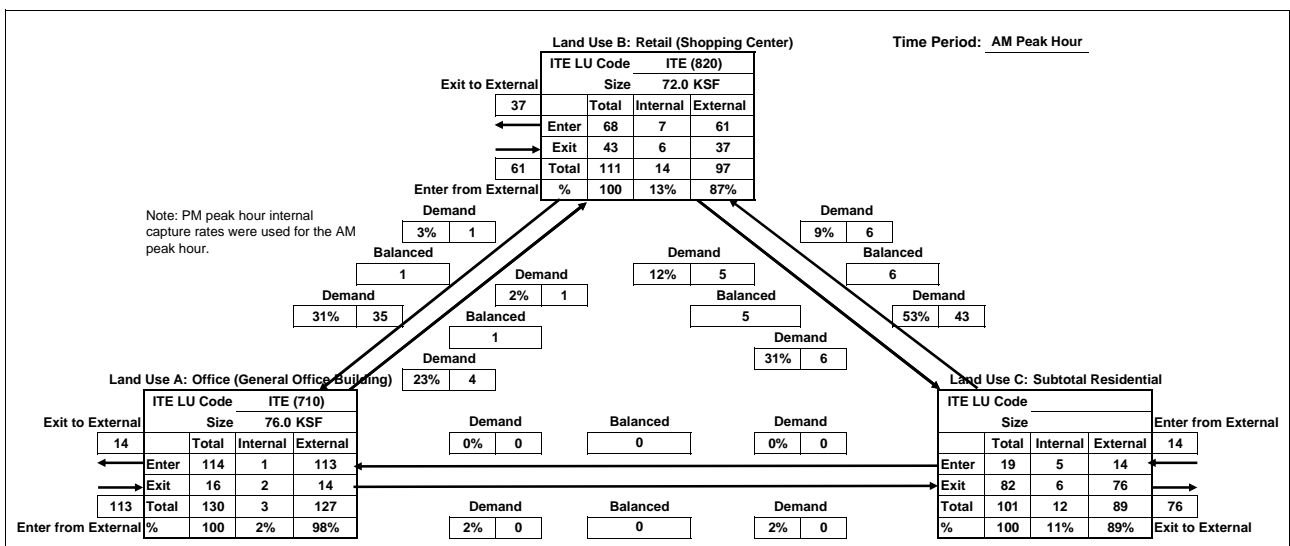 Land Use B: Retail (Shopping Center)
Time Period: AM Peak Hour
ITE LU Code ITE (820)
Exit to External Size 72.0 KSF
37 Total Internal External
Enter 68 7 61
Exit 43 6 37
61 Total 111 14 97
Enter from External % 100 13% 87%
Note: PM peak hour internal
capture rates were used for the AM
peak hour.
Demand
3% 1
Balanced
1
Demand
31% 35
Demand
2% 1
Balanced
1
Demand
23% 4
Demand
12% 5
Balanced
5
Demand
31% 6
Demand
9% 6
Balanced
6
Demand
53% 43
Land Use A: Office (General Office Building)
ITE LU Code ITE (710)
Exit to External Size 76.0 KSF
14 Total Internal External
Enter 114 1 113
Exit 16 2 14
113 Total 130 3 127
Enter from External % 100 2% 98%
Demand Balanced Demand
0% 0 0 0% 0
Demand Balanced Demand
2% 0 0 2% 0
Land Use C: Subtotal Residential
ITE LU Code
Size Enter from External
Total Internal External 14
Enter 19 5 14
Exit 82 6 76
Total 101 12 89 76
% 100 11% 89% Exit to External